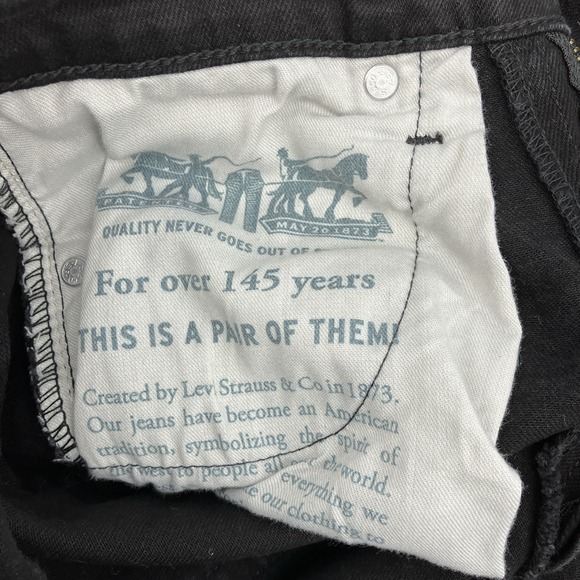 MAY 20 1873
QUALITY NEVER GOES OUT OF
For over 145 years
THIS IS A PAIR OF THEM!
Created by Levi Strauss & Co in 1873.
Our jeans have become an American
tradition, symbolizing the spirit of
the west to people all the world.
everything we
our clothing to